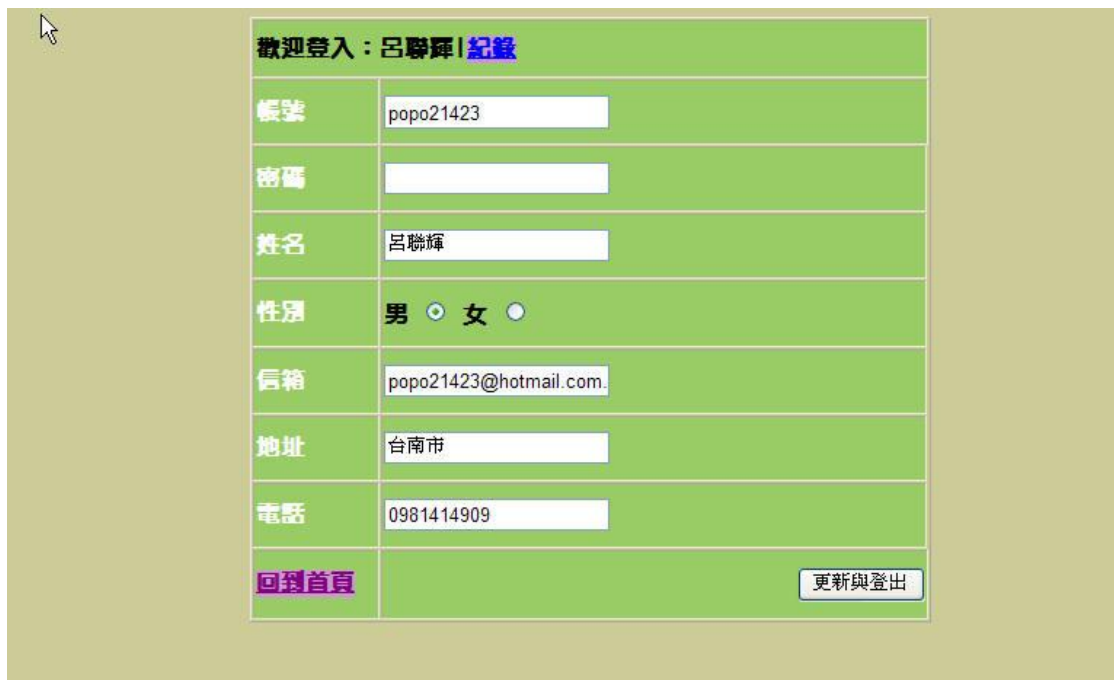 歡迎登入：呂聯輝|紀錄
帳號 popo21423
密碼
姓名 呂聯輝
性別 男 女
信箱 popo21423@hotmail.com.
地址 台南市
電話 0981414909
回到首頁 更新與登出